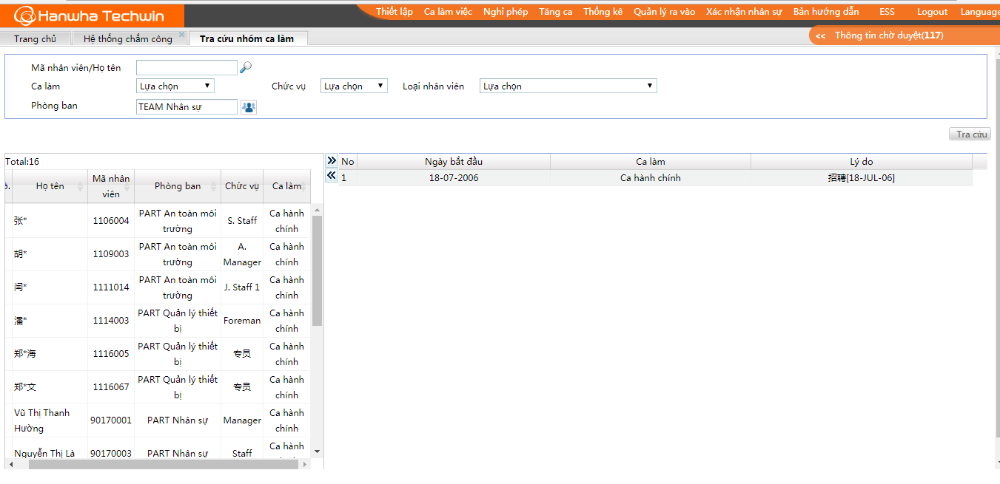 Hanwha Techwin
Thiết lập Ca làm việc Nghỉ phép Tăng ca Thống kê Quản lý ra vào Xác nhận nhân sự Bản hướng dẫn ESS Logout Language
Trang chủ Hệ thống chấm công Tra cứu nhóm ca làm
<< Thông tin chờ duyệt(117)
Mã nhân viên/Họ tên
Ca làm Lựa chọn Chức vụ Lựa chọn Loại nhân viên Lựa chọn
Phòng ban TEAM Nhân sự
Tra cứu
Total:16
Họ tên Mã nhân viên Phòng ban Chức vụ Ca làm
张* 1106004 PART An toàn môi trường S. Staff Ca hành chính
胡* 1109003 PART An toàn môi trường A. Manager Ca hành chính
闫* 1111014 PART An toàn môi trường J. Staff 1 Ca hành chính
潘* 1114003 PART Quản lý thiết bị Foreman Ca hành chính
郑*海 1116005 PART Quản lý thiết bị 专员 Ca hành chính
郑*文 1116067 PART Quản lý thiết bị 专员 Ca hành chính
Vũ Thị Thanh Hường 90170001 PART Nhân sự Manager Ca hành chính
Nguyễn Thị Là 90170003 PART Nhân sự Staff Ca hành
No Ngày bắt đầu Ca làm Lý do
1 18-07-2006 Ca hành chính 招聘[18-JUL-06]